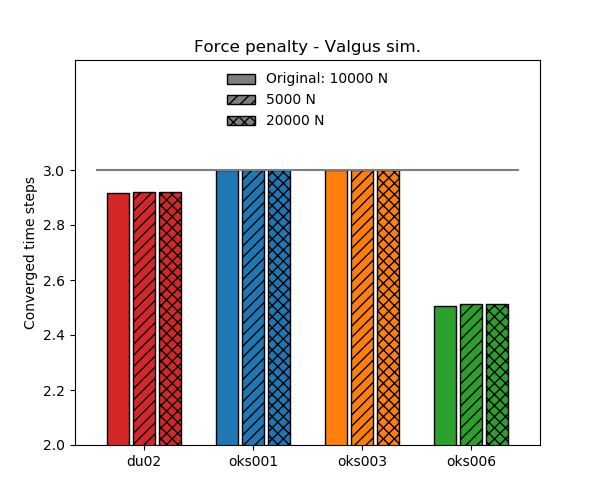 Force penalty - Valgus sim.
Original: 10000 N
5000 N
20000 N
Converged time steps
3.0
2.8
2.6
2.4
2.2
2.0
du02
oks001
oks003
oks006